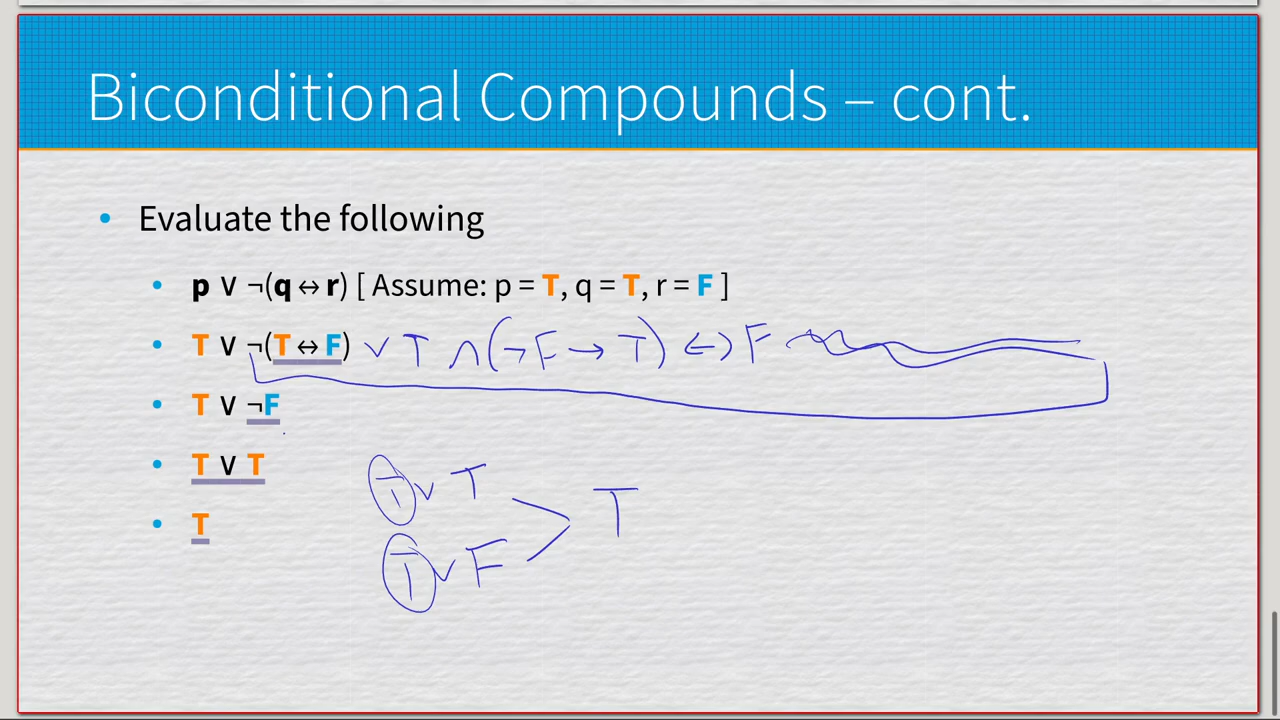 Biconditional Compounds – cont.
• Evaluate the following
• p ∨ ¬(q ↔ r) [ Assume: p = T, q = T, r = F ]
• T ∨ ¬(T ↔ F) ∨ T ∧ (¬F → T) ↔ F
• T ∨ ¬F
• T ∨ T
• T
T ∨ T
T ∨ F
T